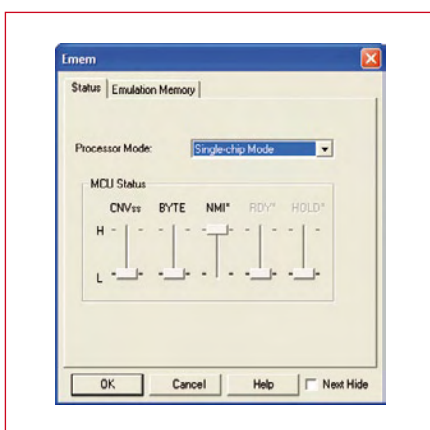 Emem
Status Emulation Memory
Processor Mode: Single-chip Mode
MCU Status
CNVss BYTE NMI* RDY* HOLD*
H
L
OK Cancel Help Next Hide